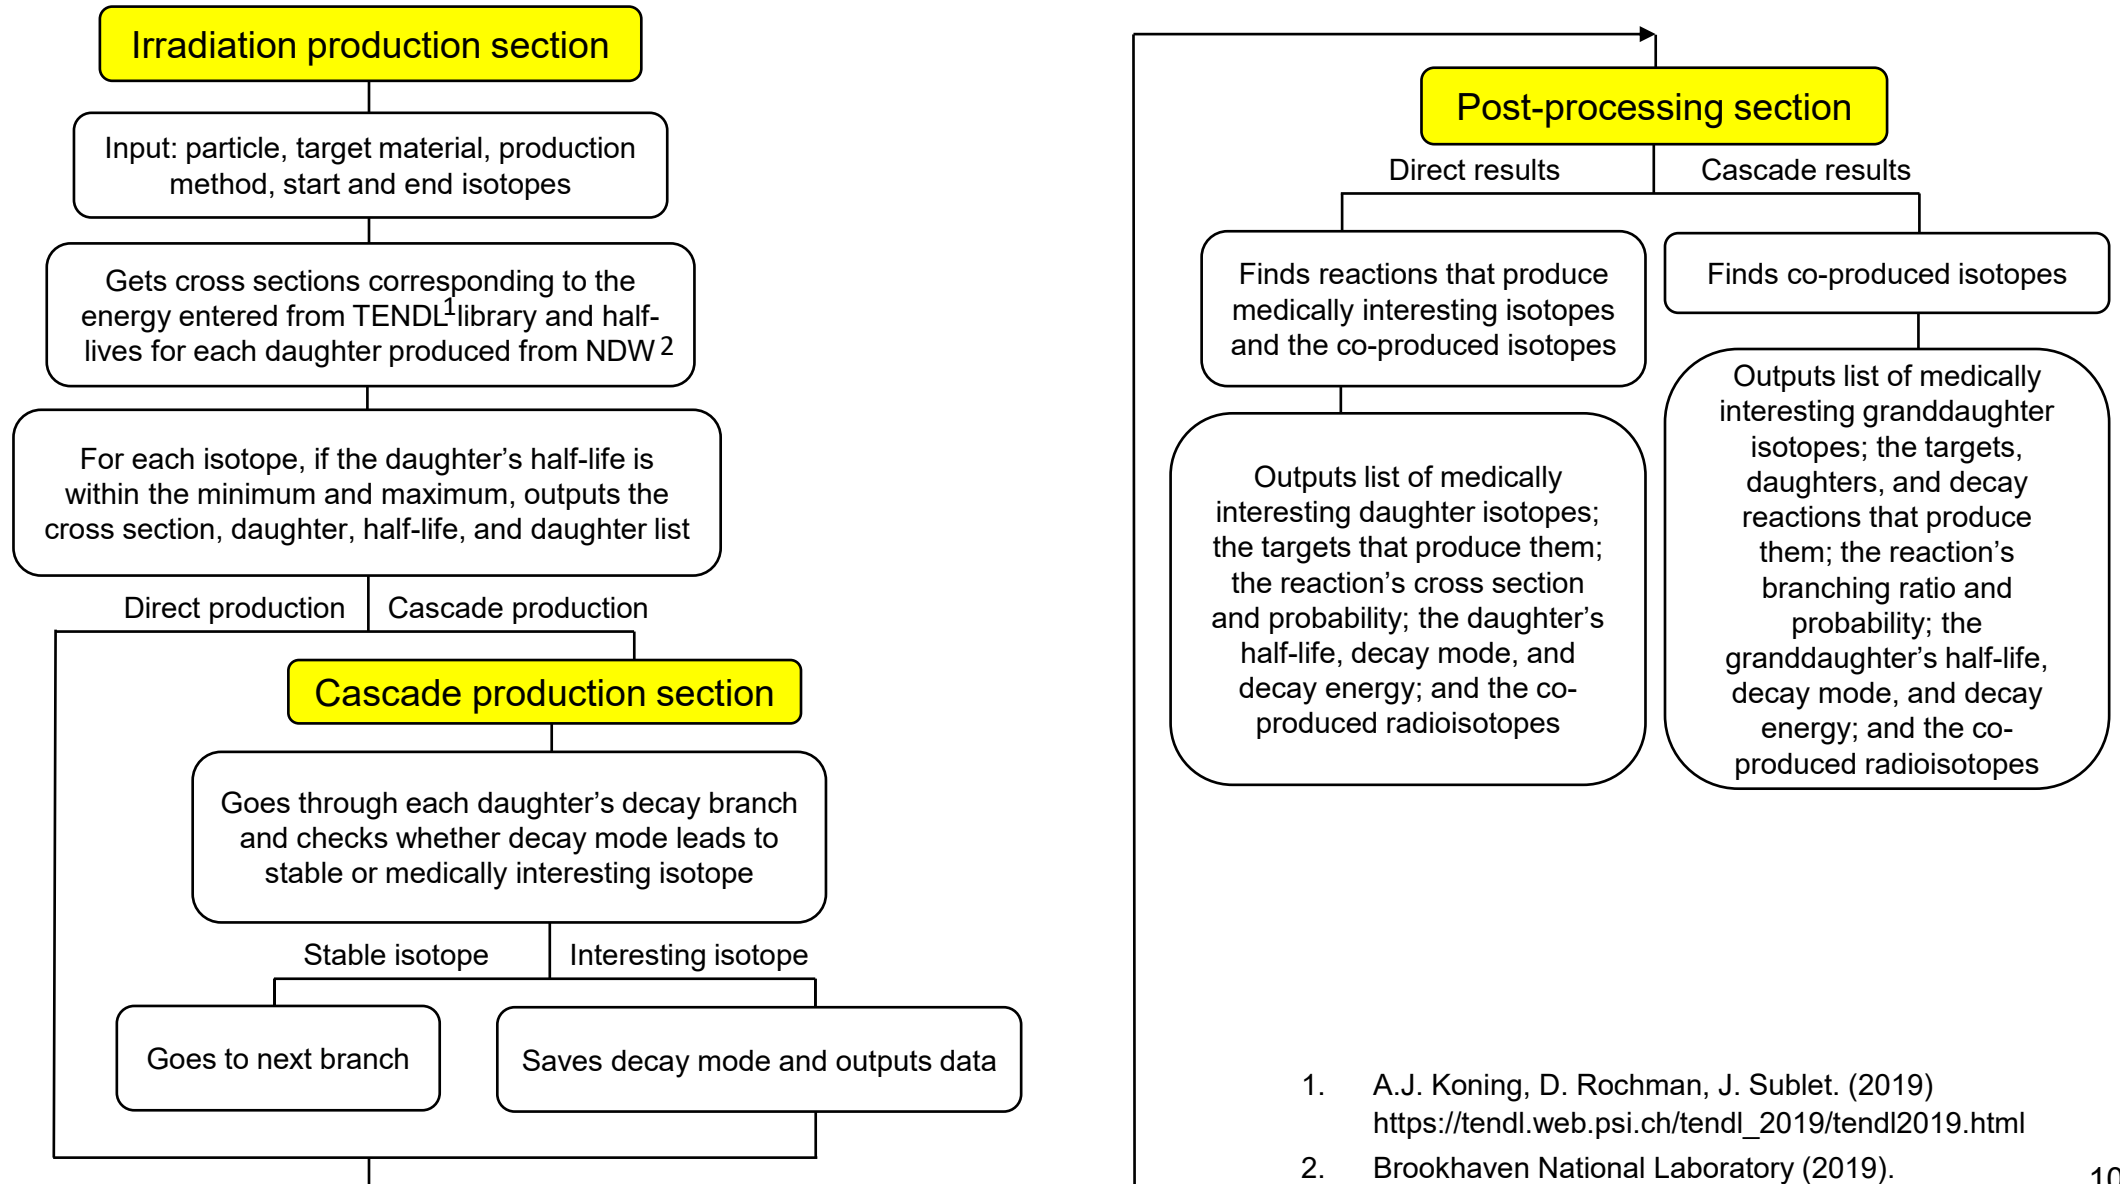 Irradiation production section
Input: particle, target material, production
method, start and end isotopes
Gets cross sections corresponding to the
energy entered from TENDL1 library and half-
lives for each daughter produced from NDW 2
For each isotope, if the daughter’s half-life is
within the minimum and maximum, outputs the
cross section, daughter, half-life, and daughter list
Direct production
Cascade production
Cascade production section
Goes through each daughter’s decay branch
and checks whether decay mode leads to
stable or medically interesting isotope
Stable isotope
Interesting isotope
Goes to next branch
Saves decay mode and outputs data
Post-processing section
Direct results
Cascade results
Finds reactions that produce
medically interesting isotopes
and the co-produced isotopes
Outputs list of medically
interesting daughter isotopes;
the targets that produce them;
the reaction’s cross section
and probability; the daughter’s
half-life, decay mode, and
decay energy; and the co-
produced radioisotopes
Finds co-produced isotopes
Outputs list of medically
interesting granddaughter
isotopes; the targets,
daughters, and decay
reactions that produce
them; the reaction’s
branching ratio and
probability; the
granddaughter’s half-life,
decay mode, and decay
energy; and the co-
produced radioisotopes
1. A.J. Koning, D. Rochman, J. Sublet. (2019)
https://tendl.web.psi.ch/tendl_2019/tendl2019.html
2. Brookhaven National Laboratory (2019).
10